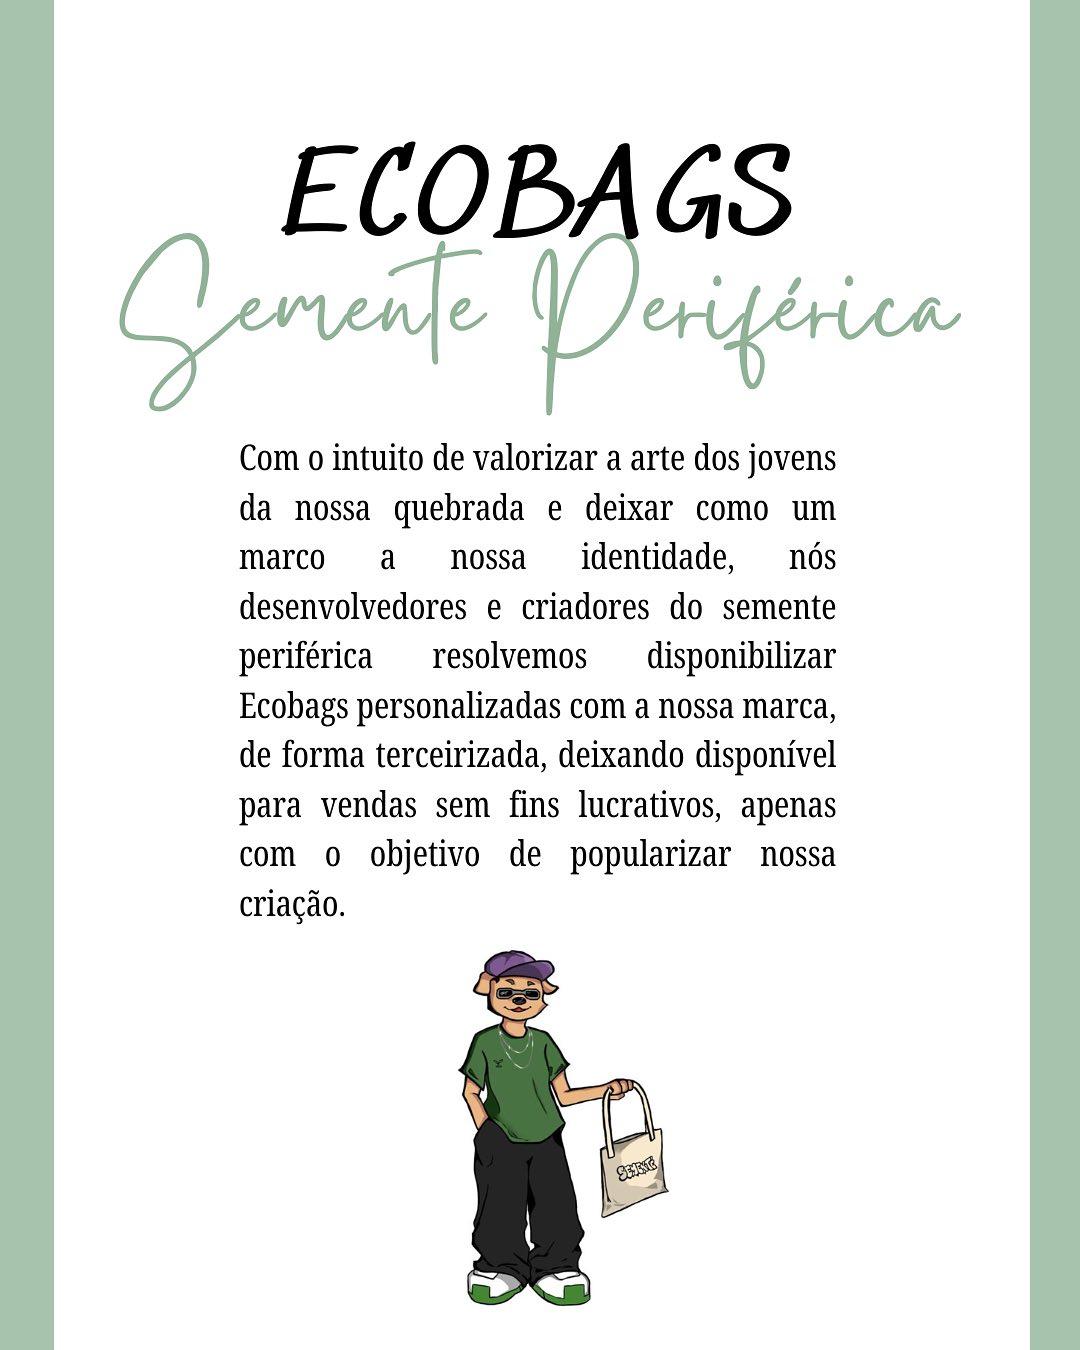 ECOBAGS
Semente Periférica
Com o intuito de valorizar a arte dos jovens
da nossa quebrada e deixar como um
marco a nossa identidade, nós
desenvolvedores e criadores do semente
periférica resolvemos disponibilizar
Ecobags personalizadas com a nossa marca,
de forma terceirizada, deixando disponível
para vendas sem fins lucrativos, apenas
com o objetivo de popularizar nossa
criação.
SEMENTE